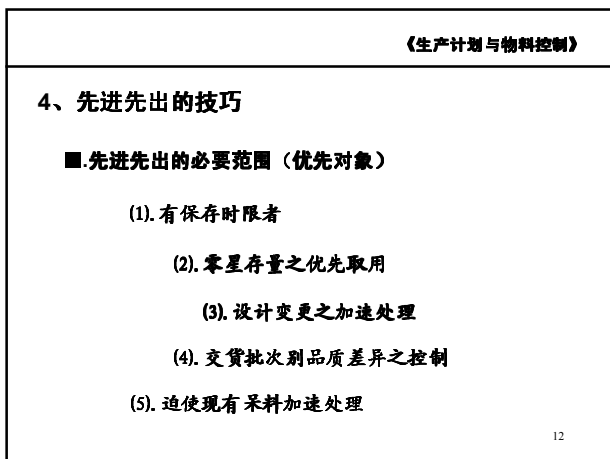 《生产计划与物料控制》
4、先进先出的技巧
■.先进先出的必要范围（优先对象）
(1). 有保存时限者
(2). 零星存量之优先取用
(3). 设计变更之加速处理
(4). 交货批次别品质差异之控制
(5). 迫使现有呆料加速处理
12